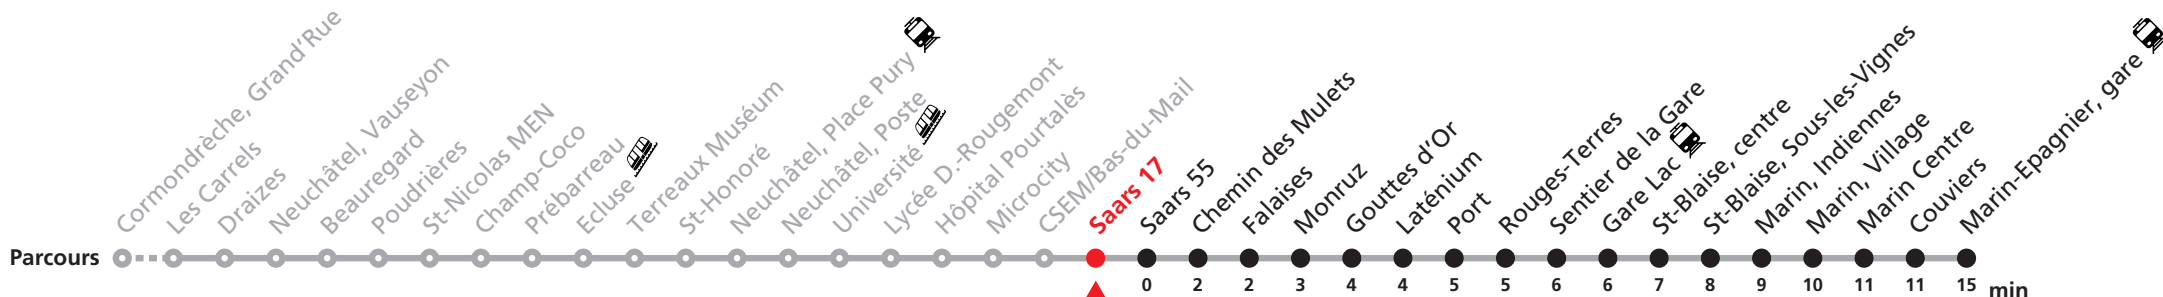 Parcours
Cormondrèche, Grand'Rue
Les Carrels
Draizes
Neuchâtel, Vauseyon
Beauregard
Poudrières
St-Nicolas MEN
Champ-Coco
Prébarreau
Ecluse
Terreaux Muséum
St-Honoré
Neuchâtel, Place Pury
Neuchâtel, Poste
Université
Lycée D.-Rougemont
Hôpital Pourtalès
Microcity
CSEM/Bas-du-Mail
Saars 17
Saars 55
Chemin des Mulets
Falaises
Monruz
Gouttes d'Or
Laténium
Port
Rouges-Terres
Sentier de la Gare
Gare Lac
St-Blaise, centre
St-Blaise, Sous-les-Vignes
Marin, Indiennes
Marin, Village
Marin Centre
Couviers
Marin-Epagnier, gare
0 2 2 3 4 4 5 5 6 6 7 8 9 10 11 11 15 min